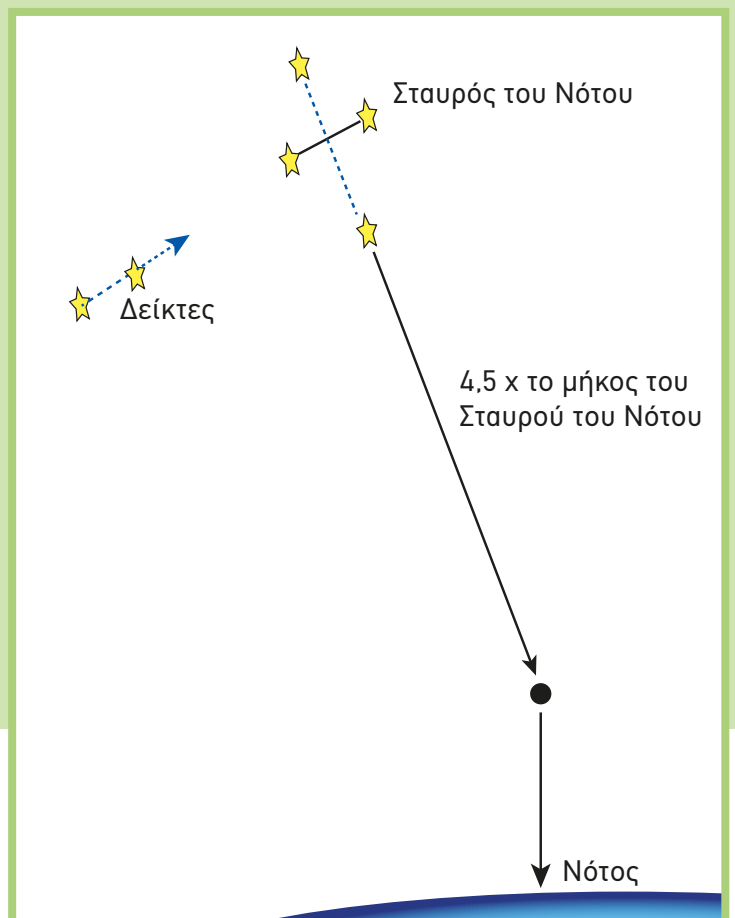 Σταυρός του Νότου
Δείκτες
4,5 x το μήκος του
Σταυρού του Νότου
Νότος